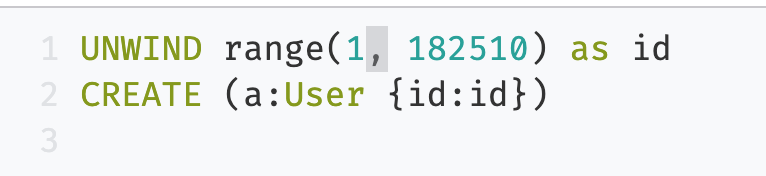 1 UNWIND range(1, 182510) as id
2 CREATE (a:User {id:id})
3